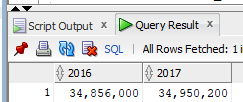 Script Output × Query Result ×
SQL | All Rows Fetched: 1 i
2016 2017
1 34,856,000 34,950,200